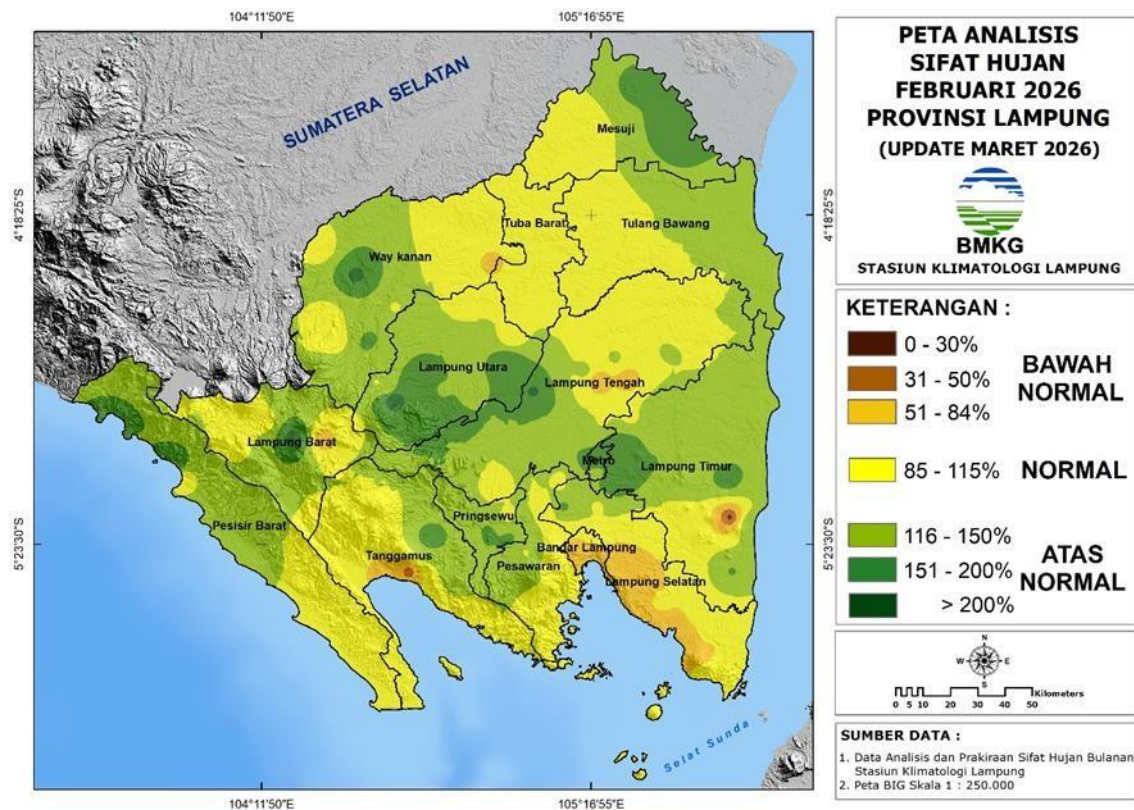 104°11'50"E
105°16'55"E
4°18'25"S
5°23'30"S
4°18'25"S
5°23'30"S
104°11'50"E
105°16'55"E
SUMATERA SELATAN
Mesuji
Tuba Barat
Tulang Bawang
Way kanan
Lampung Utara
Lampung Tengah
Lampung Barat
Metro
Lampung Timur
Pesisir Barat
Pringsewu
Tanggamus
Pesawaran
Bandar Lampung
Lampung Selatan
Selat Sunda
PETA ANALISIS
SIFAT HUJAN
FEBRUARI 2026
PROVINSI LAMPUNG
(UPDATE MARET 2026)
BMKG
STASIUN KLIMATOLOGI LAMPUNG
KETERANGAN :
0 - 30%
31 - 50%
51 - 84%
BAWAH
NORMAL
85 - 115%
NORMAL
116 - 150%
151 - 200%
> 200%
ATAS
NORMAL
N
W
E
S
0 5 10 20 30 40 50
Kilometers
SUMBER DATA :
1. Data Analisis dan Prakiraan Sifat Hujan Bulanan
Stasiun Klimatologi Lampung
2. Peta BIG Skala 1 : 250.000